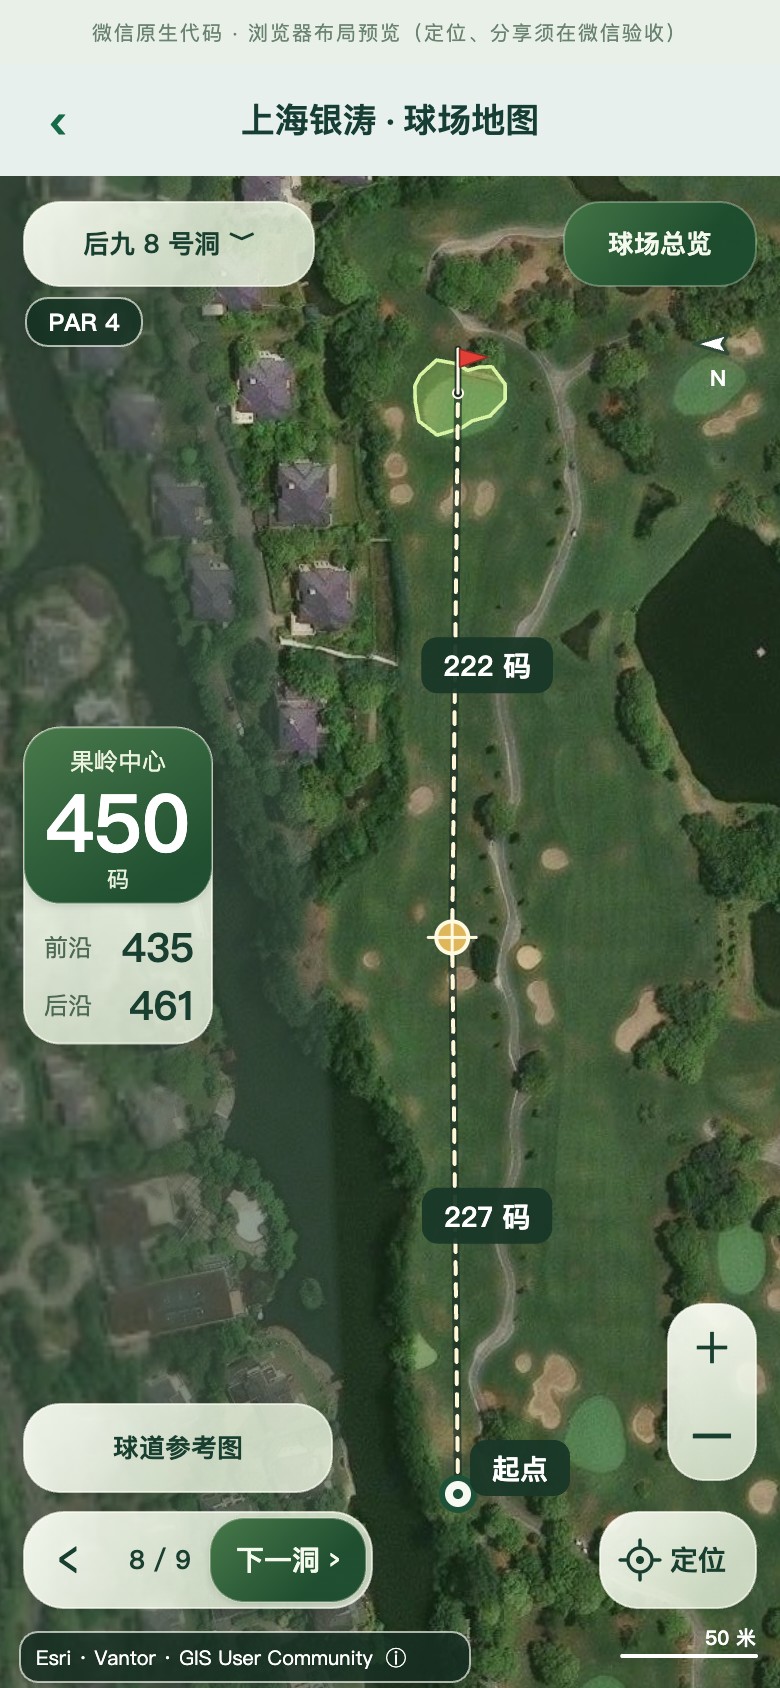 微信原生代码 · 浏览器布局预览（定位、分享须在微信验收）
‹ 上海银涛 · 球场地图
后九 8 号洞
球场总览
PAR 4
N
222 码
果岭中心
450
码
前沿 435
后沿 461
227 码
+
—
球道参考图
起点
< 8 / 9 下一洞 ›
定位
50 米
Esri · Vantor · GIS User Community ⓘ